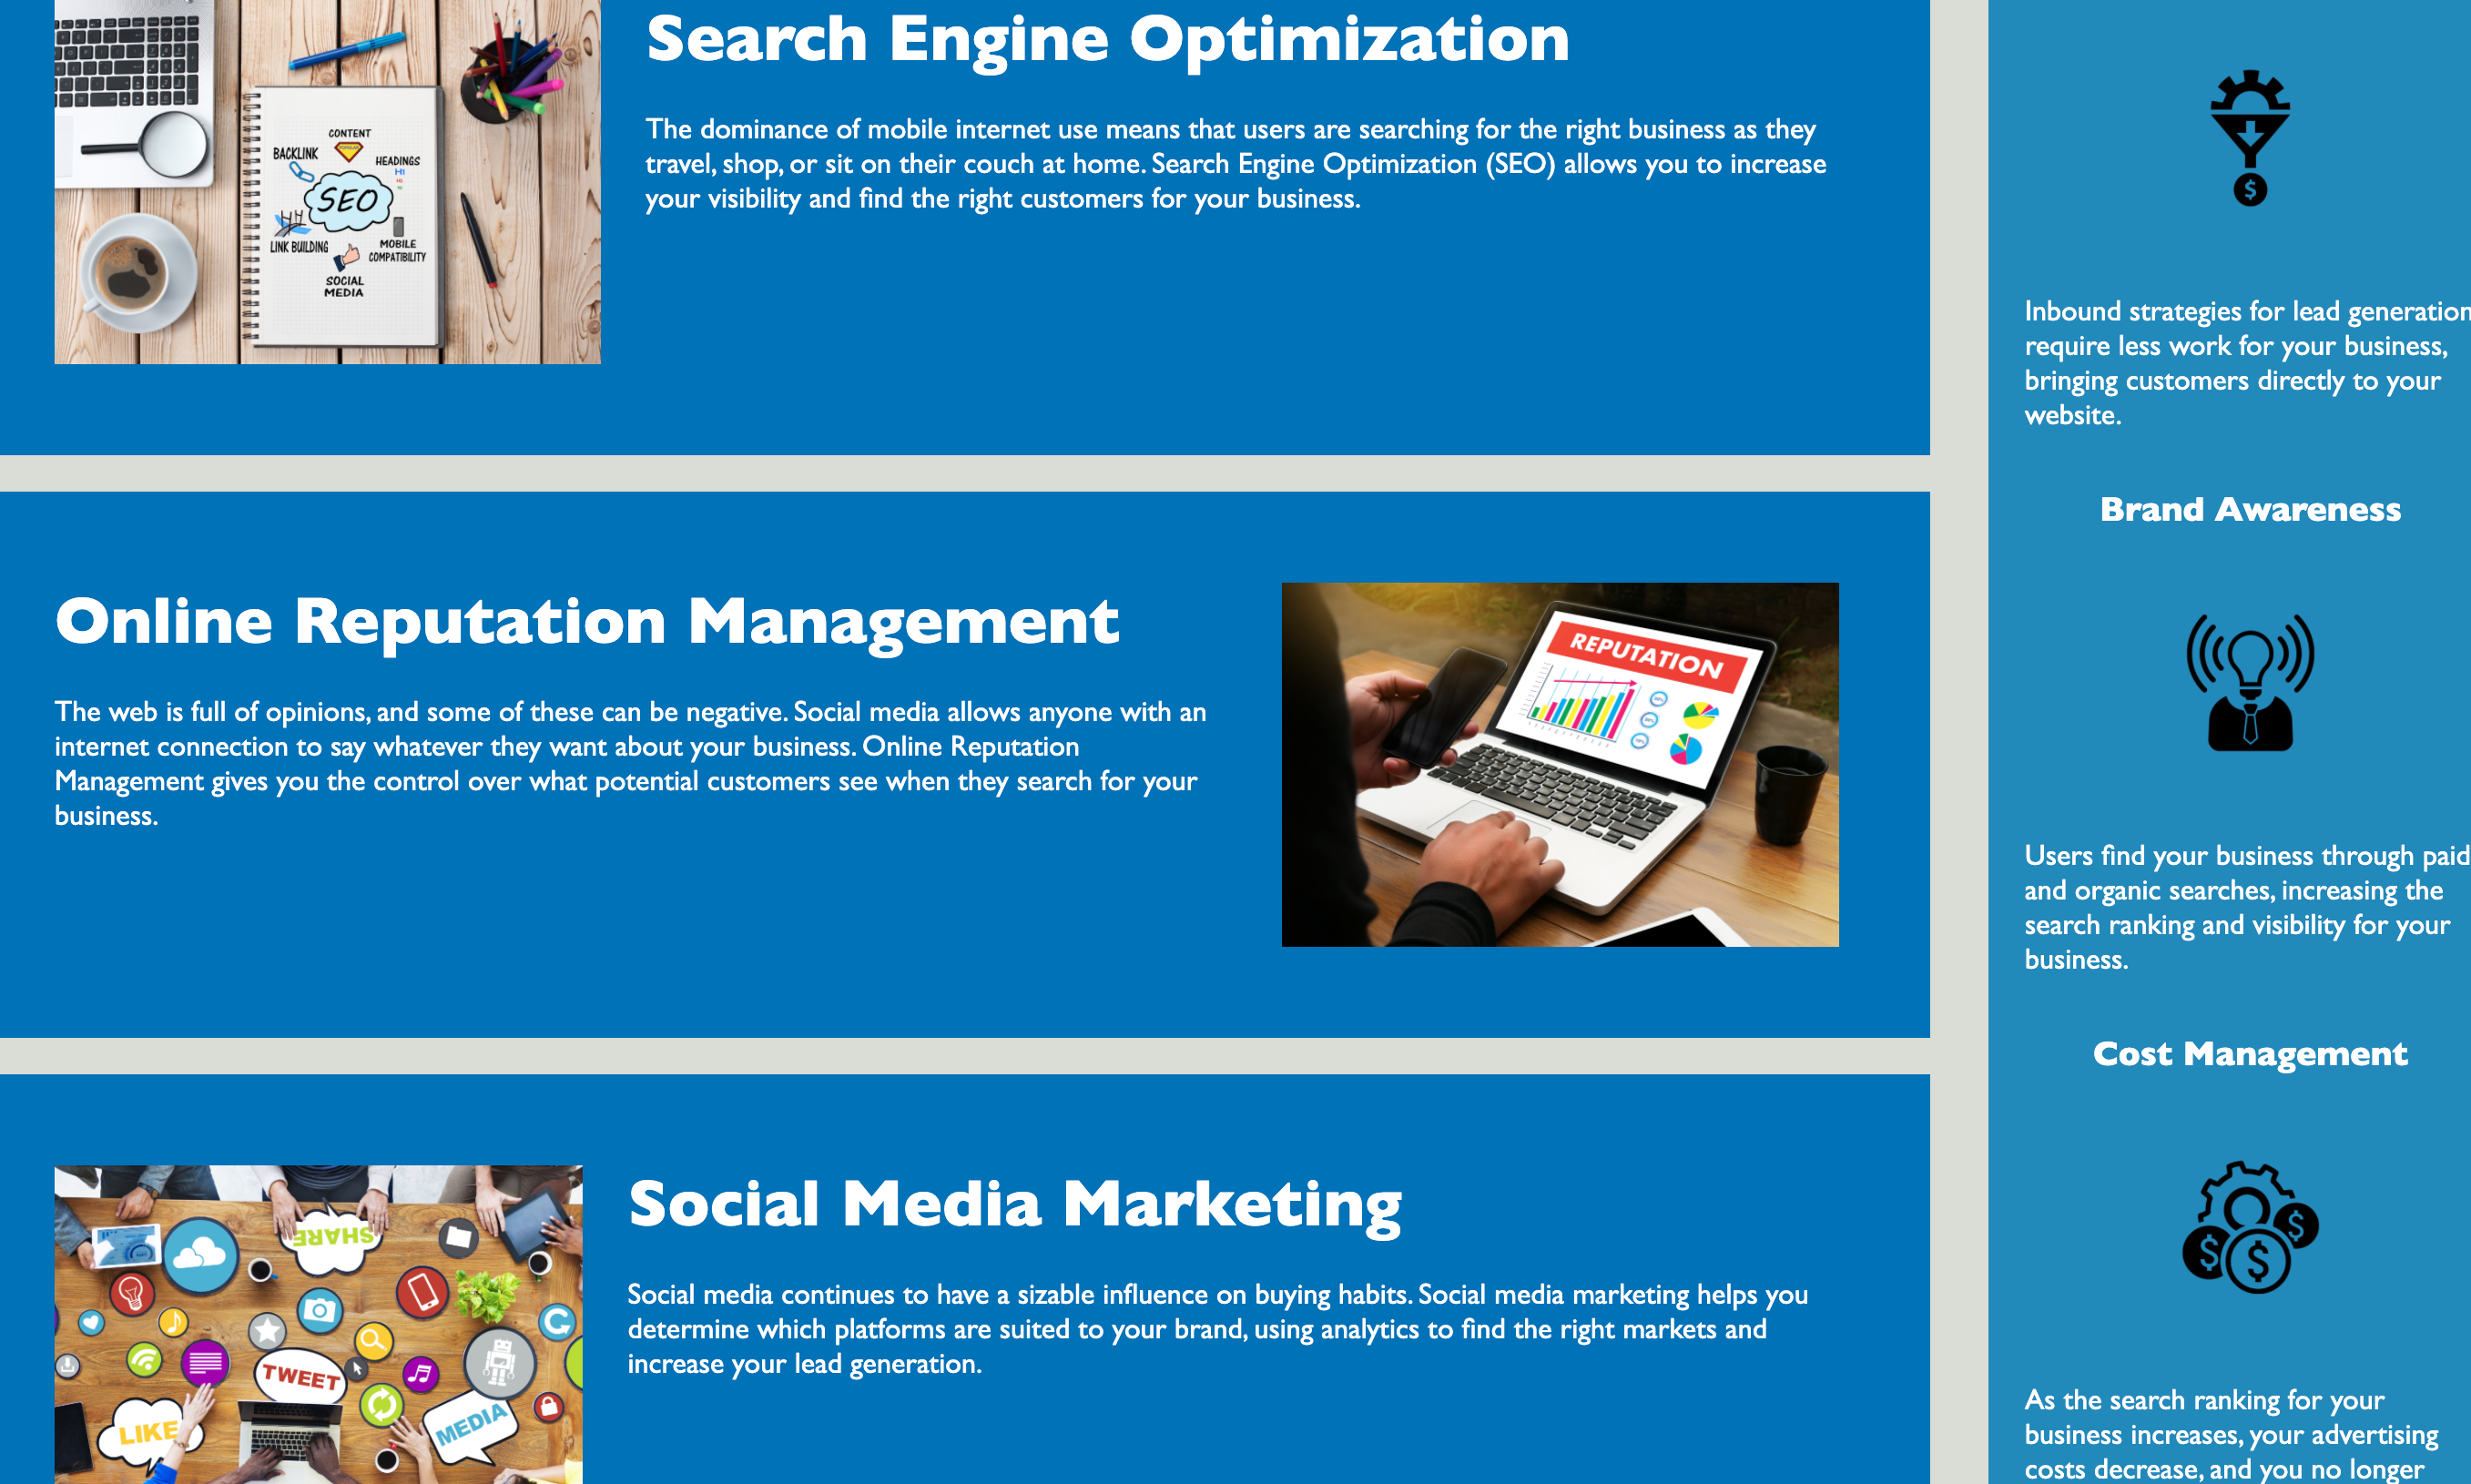 Search Engine Optimization
The dominance of mobile internet use means that users are searching for the right business as they
travel, shop, or sit on their couch at home. Search Engine Optimization (SEO) allows you to increase
your visibility and find the right customers for your business.
CONTENT
BACKLINK
HEADINGS
H1
SEO
LINK BUILDING
MOBILE
COMPATIBILITY
SOCIAL
MEDIA
Online Reputation Management
The web is full of opinions, and some of these can be negative. Social media allows anyone with an
internet connection to say whatever they want about your business. Online Reputation
Management gives you the control over what potential customers see when they search for your
business.
REPUTATION
Social Media Marketing
Social media continues to have a sizable influence on buying habits. Social media marketing helps you
determine which platforms are suited to your brand, using analytics to find the right markets and
increase your lead generation.
SHARE
TWEET
LIKE
MEDIA
$
Inbound strategies for lead generation
require less work for your business,
bringing customers directly to your
website.
Brand Awareness
Users find your business through paid
and organic searches, increasing the
search ranking and visibility for your
business.
Cost Management
$ $ $
As the search ranking for your
business increases, your advertising
costs decrease, and you no longer